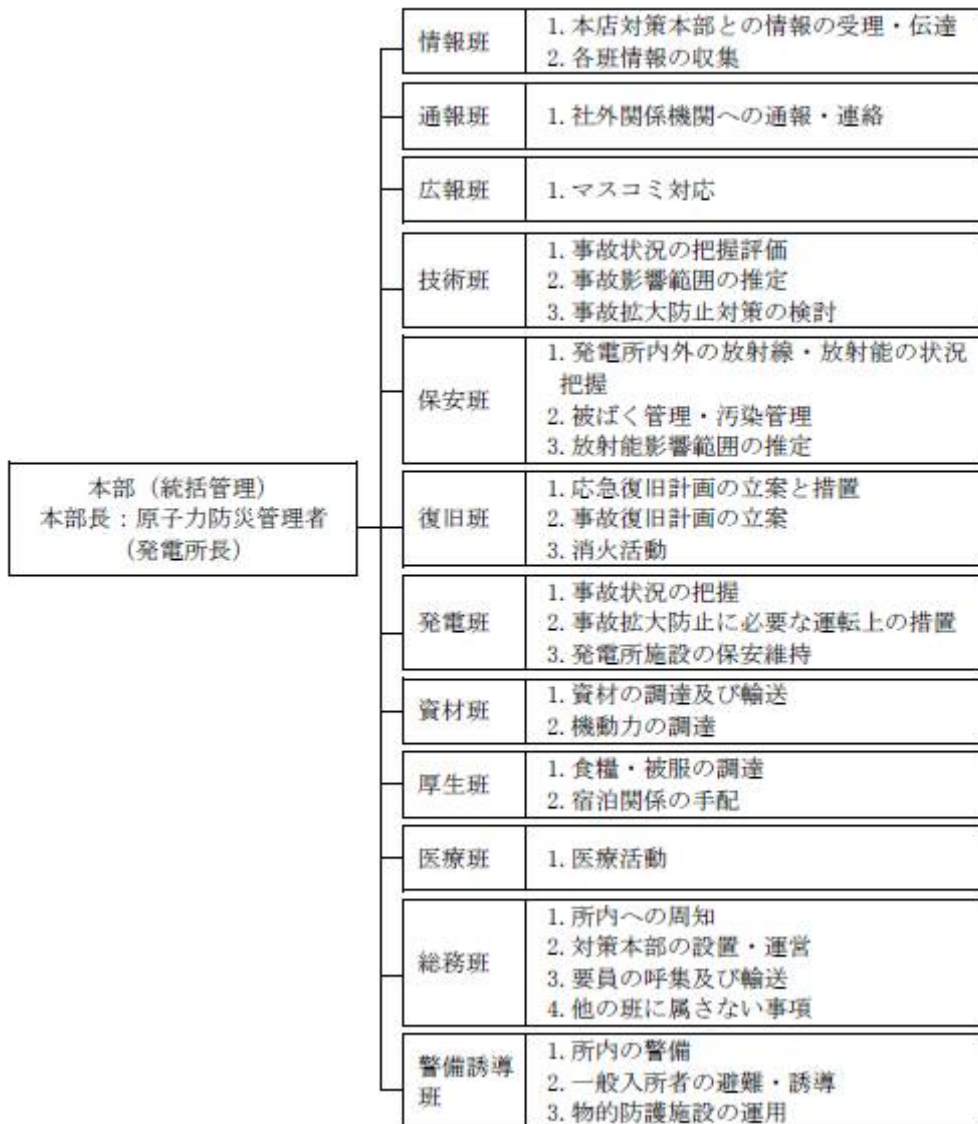 情報班
1. 本店対策本部との情報の受理・伝達
2. 各班情報の収集
通報班
1. 社外関係機関への通報・連絡
広報班
1. マスコミ対応
技術班
1. 事故状況の把握評価
2. 事故影響範囲の推定
3. 事故拡大防止対策の検討
保安班
1. 発電所内外の放射線・放射能の状況
把握
2. 被ばく管理・汚染管理
3. 放射能影響範囲の推定
本部（統括管理）
本部長：原子力防災管理者
（発電所長）
復旧班
1. 応急復旧計画の立案と措置
2. 事故復旧計画の立案
3. 消火活動
発電班
1. 事故状況の把握
2. 事故拡大防止に必要な運転上の措置
3. 発電所施設の保安維持
資材班
1. 資材の調達及び輸送
2. 機動力の調達
厚生班
1. 食糧・被服の調達
2. 宿泊関係の手配
医療班
1. 医療活動
総務班
1. 所内への周知
2. 対策本部の設置・運営
3. 要員の呼集及び輸送
4. 他の班に属さない事項
警備誘導
班
1. 所内の警備
2. 一般入所者の避難・誘導
3. 物的防護施設の運用